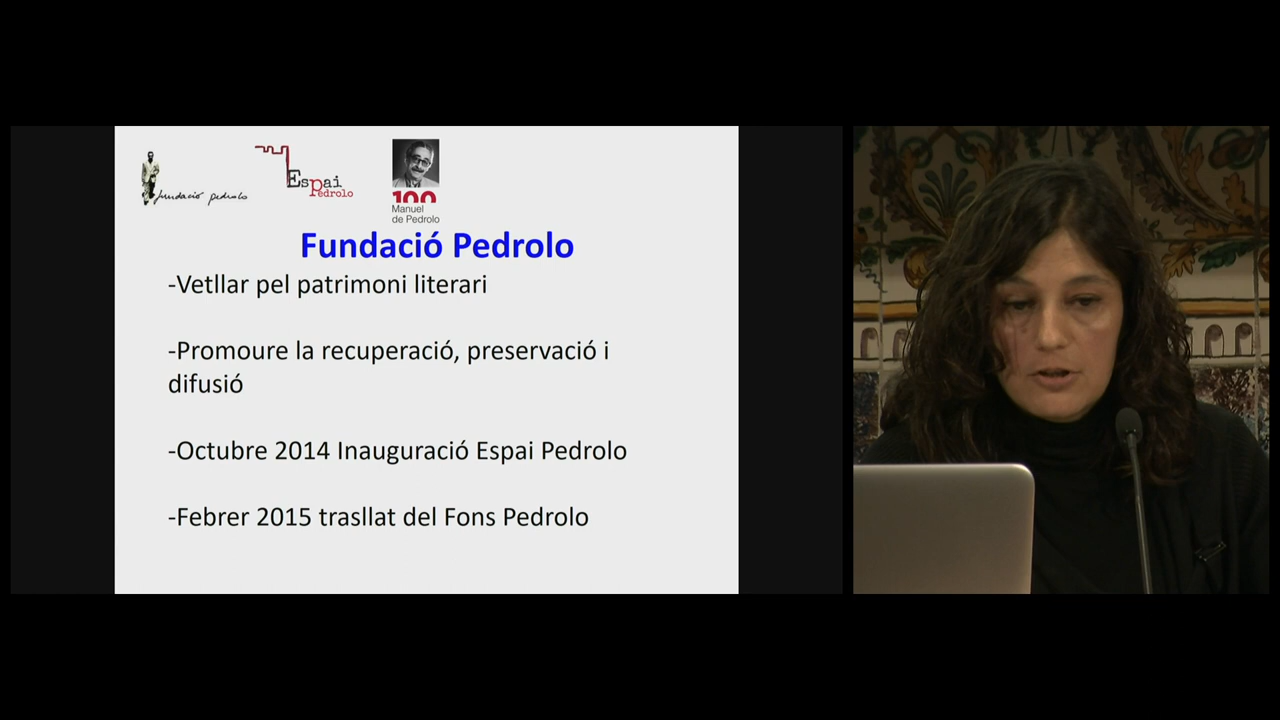 fundació pedrolo
Espai
Pedrolo
100
Manuel
de Pedrolo
Fundació Pedrolo
-Vetllar pel patrimoni literari
-Promoure la recuperació, preservació i
difusió
-Octubre 2014 Inauguració Espai Pedrolo
-Febrer 2015 trasllat del Fons Pedrolo